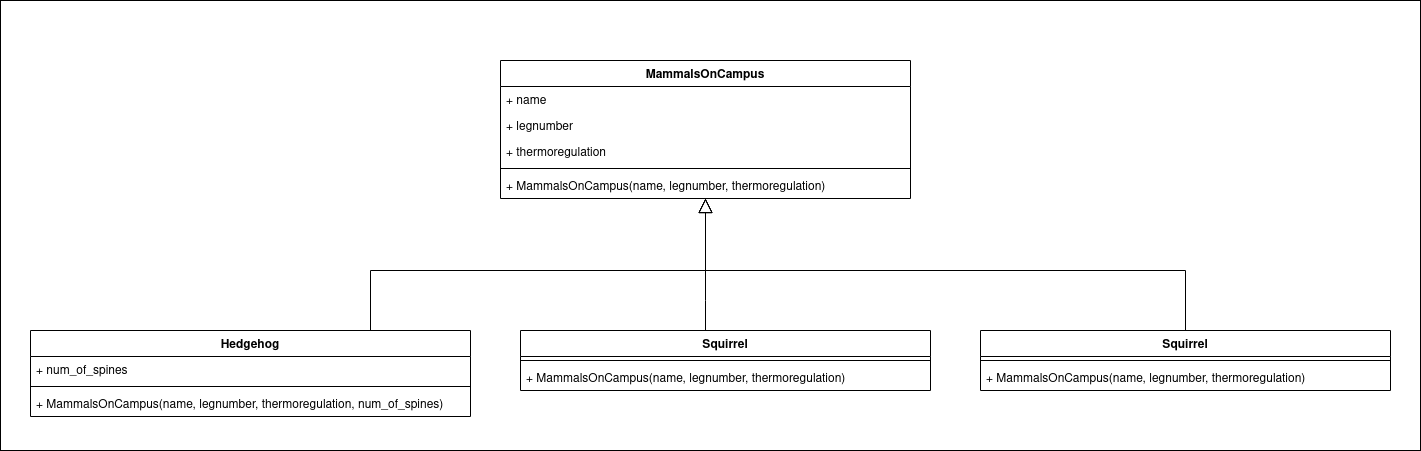 MammalsOnCampus
+ name
+ legnumber
+ thermoregulation
+ MammalsOnCampus(name, legnumber, thermoregulation)
Hedgehog
+ num_of_spines
+ MammalsOnCampus(name, legnumber, thermoregulation, num_of_spines)
Squirrel
+ MammalsOnCampus(name, legnumber, thermoregulation)
Squirrel
+ MammalsOnCampus(name, legnumber, thermoregulation)